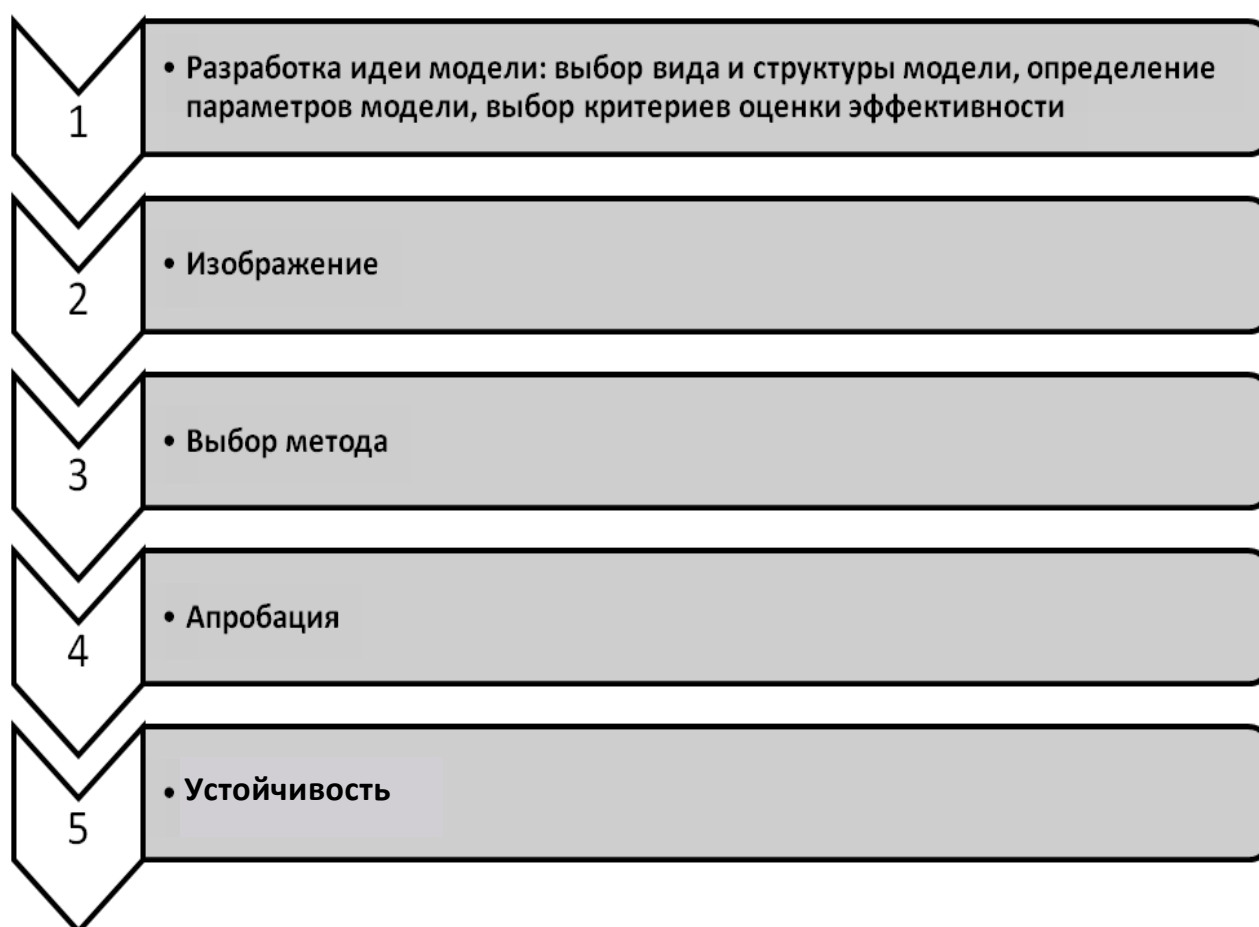 1
• Разработка идеи модели: выбор вида и структуры модели, определение
параметров модели, выбор критериев оценки эффективности
2
• Изображение
3
• Выбор метода
4
• Апробация
5
• Устойчивость